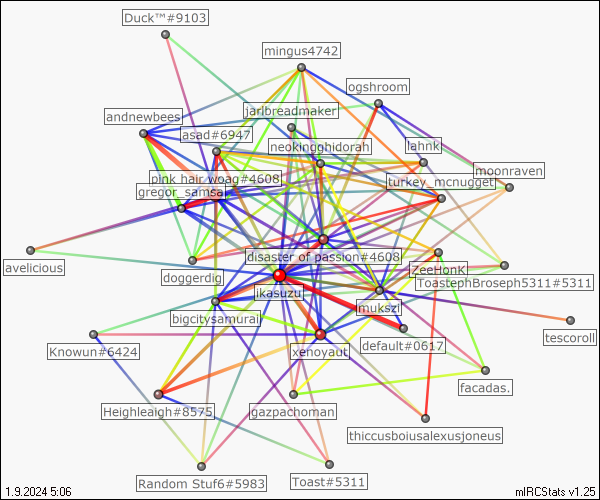 Duck™#9103
mingus4742
ogshroom
jaribreadmaker
andnewbees
asad#6947
neokingghidorah
lahnk
moonraven
pink hair woag#4608
turkey_mcnugget
gregor_samsa
disaster of passion#4608
avelicious
doggerdig
ZeeHonK
ToastephBroseph5311#5311
ikasuzu
mukszi
bigcitysamurai
tescoroll
Knowun#6424
xenoyaut
default#0617
facadas.
Heighleaigh#8575
gazpachoman
thiccusboiusalexusjoneus
Random Stuf6#5983
Toast#5311
1.9.2024 5:06
mIRCStats v1.25